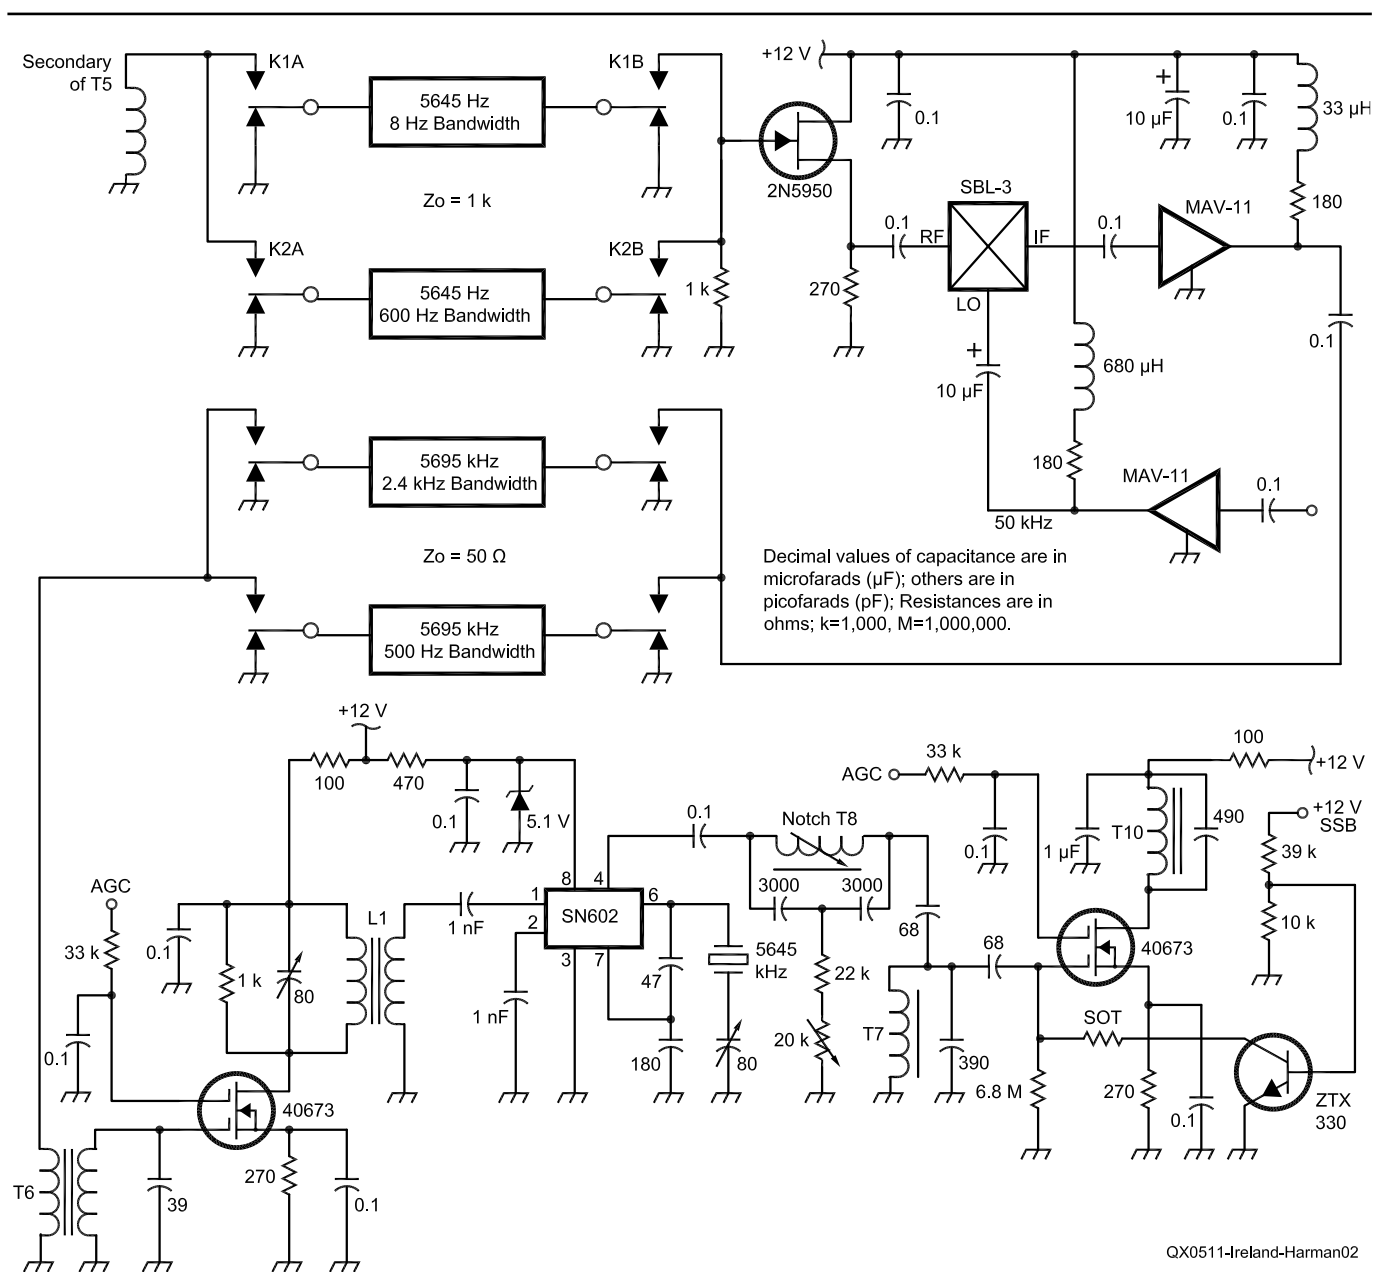 Secondary
of T5
K1A
5645 Hz
8 Hz Bandwidth
K1B
Zo = 1 k
K2A
5645 Hz
600 Hz Bandwidth
K2B
1 k
+12 V
0.1
2N5950
270
0.1
RF
SBL-3
IF
LO
+
10 µF
0.1
+
10 µF
0.1
33 µH
180
MAV-11
0.1
680 µH
180
50 kHz
MAV-11
0.1
5695 kHz
2.4 kHz Bandwidth
Zo = 50 Ω
5695 kHz
500 Hz Bandwidth
Decimal values of capacitance are in
microfarads (µF); others are in
picofarads (pF); Resistances are in
ohms; k=1,000, M=1,000,000.
+12 V
100
470
0.1
5.1 V
AGC
33 k
0.1
0.1
1 k
80
L1
1 nF
1 nF
40673
T6
39
270
0.1
8
4
1
2
SN602
6
3
7
47
180
5645
kHz
80
0.1
Notch T8
3000
3000
22 k
20 k
68
T7
390
68
AGC
33 k
0.1
1 µF
T10
490
100
+12 V
40673
SOT
6.8 M
270
0.1
+12 V
SSB
39 k
10 k
ZTX
330
QX0511-Ireland-Harman02